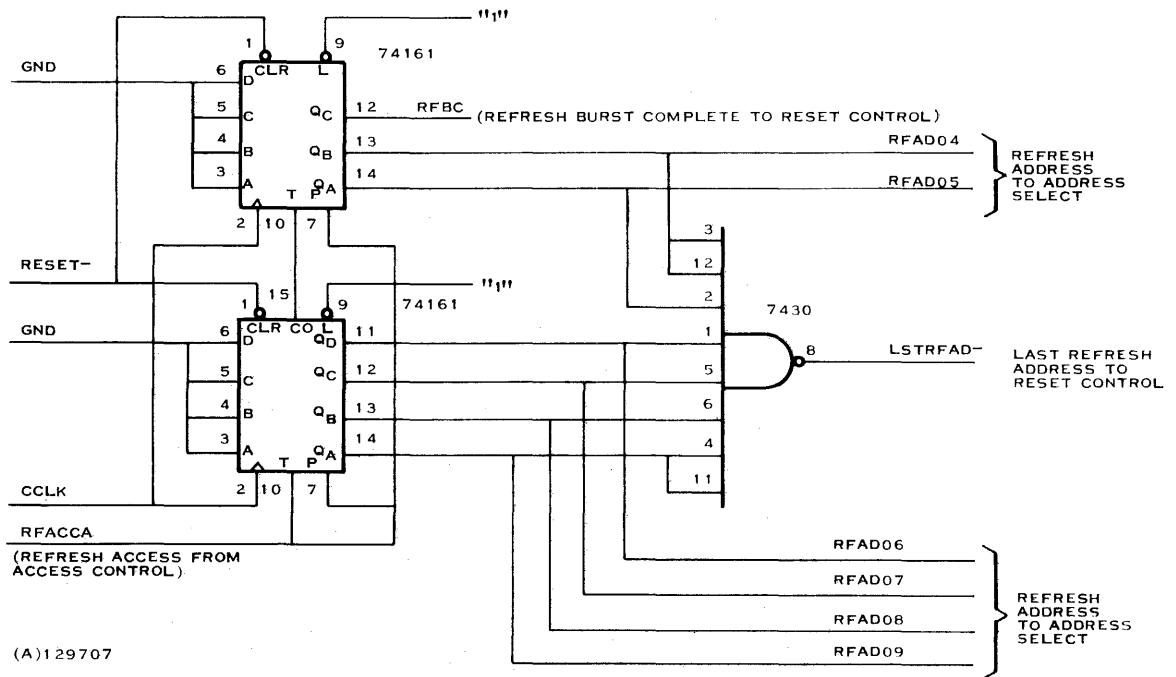 "1"
1 9 74161
GND 6 D CLR L
5 C QC 12 RFBC (REFRESH BURST COMPLETE TO RESET CONTROL)
4 B QB 13 RFAD04
3 A T P QA 14 RFAD05
REFRESH
ADDRESS
TO ADDRESS
SELECT
2 10 7
3
12
RESET-
15 "1"
2
1 9 74161
7430
GND 6 D CLR CO L QD 11 1
8 LSTRFAD-
LAST REFRESH
ADDRESS TO
RESET CONTROL
5 C QC 12 5
4 B QB 13 6
3 A T P QA 14 4
CCLK 2 10 7 11
RFACCA
(REFRESH ACCESS FROM
ACCESS CONTROL)
RFAD06
RFAD07
RFAD08
RFAD09
REFRESH
ADDRESS
TO ADDRESS
SELECT
(A)129707